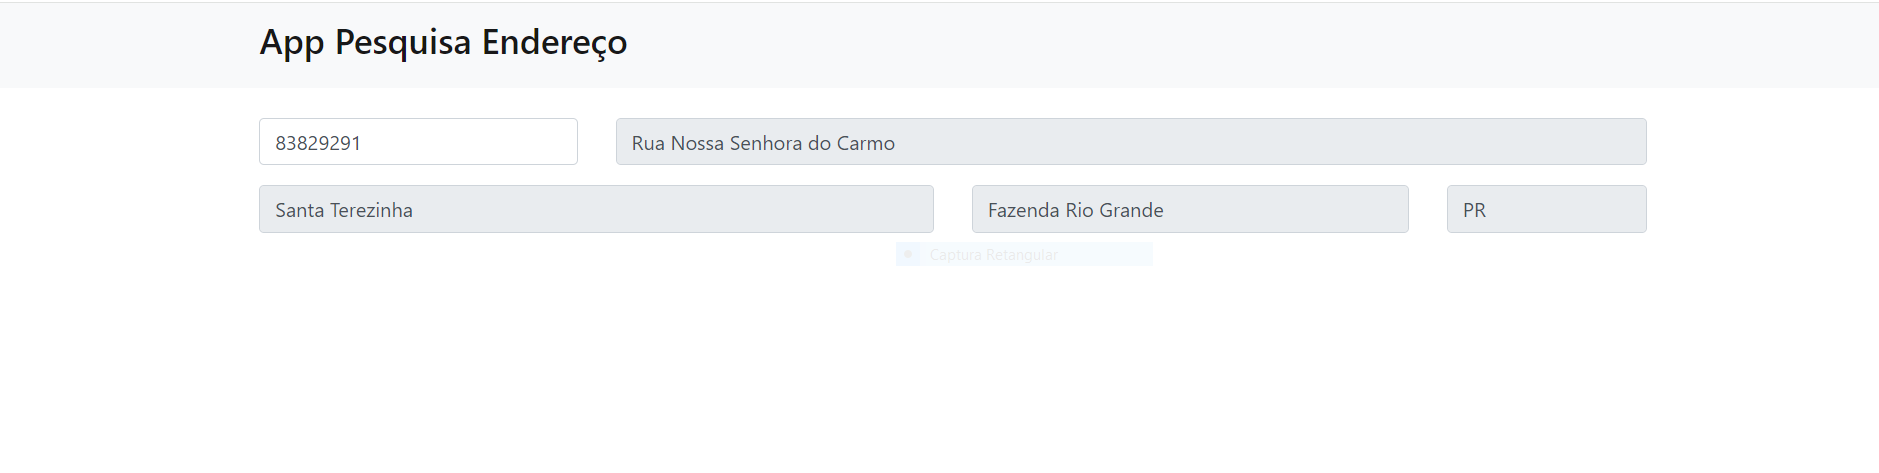 App Pesquisa Endereço
83829291 Rua Nossa Senhora do Carmo
Santa Terezinha Fazenda Rio Grande PR
Captura Retangular